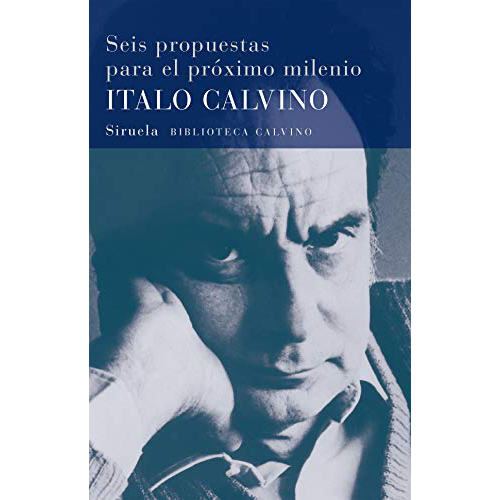 Seis propuestas
para el próximo milenio
ITALO CALVINO
Siruela BIBLIOTECA CALVINO